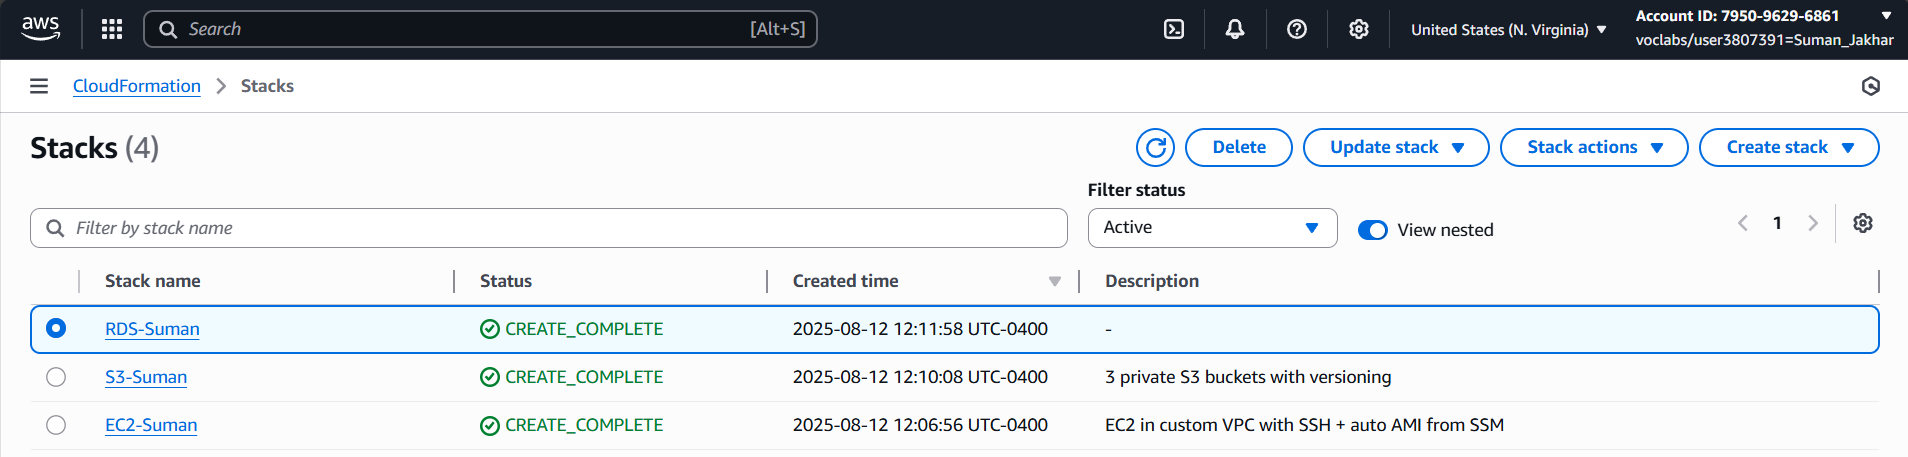 aws
Search [Alt+S]
United States (N. Virginia)
Account ID: 7950-9629-6861
voclabs/user3807391=Suman_Jakhar
CloudFormation Stacks
Stacks (4)
Delete Update stack Stack actions Create stack
Filter status
Filter by stack name Active View nested 1
Stack name Status Created time Description
RDS-Suman CREATE_COMPLETE 2025-08-12 12:11:58 UTC-0400 -
S3-Suman CREATE_COMPLETE 2025-08-12 12:10:08 UTC-0400 3 private S3 buckets with versioning
EC2-Suman CREATE_COMPLETE 2025-08-12 12:06:56 UTC-0400 EC2 in custom VPC with SSH + auto AMI from SSM